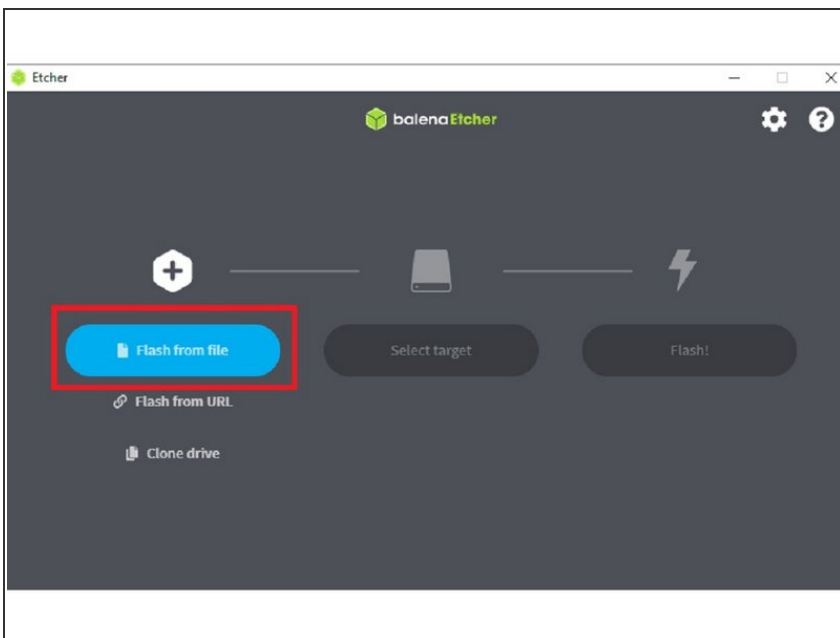 Etcher
balenaEtcher
Flash from file
Select target
Flash!
Flash from URL
Clone drive